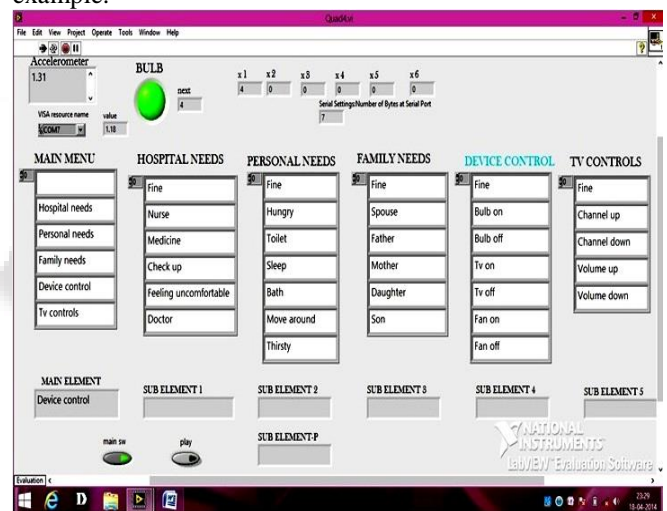 example.
Quad4.vi
File Edit View Project Operate Tools Window Help
Accelerometer
1.31
BULB
next
4
x1 x2 x3 x4 x5 x6
4 0 0 0 0 0
Serial Settings:Number of Bytes at Serial Port
7
VISA resource name
COM7
value
1.18
MAIN MENU
Hospital needs
Personal needs
Family needs
Device control
Tv controls
HOSPITAL NEEDS
Fine
Nurse
Medicine
Check up
Feeling uncomfortable
Doctor
PERSONAL NEEDS
Fine
Hungry
Toilet
Sleep
Bath
Move around
Thirsty
FAMILY NEEDS
Fine
Spouse
Father
Mother
Daughter
Son
DEVICE CONTROL
Fine
Bulb on
Bulb off
Tv on
Tv off
Fan on
Fan off
TV CONTROLS
Fine
Channel up
Channel down
Volume up
Volume down
MAIN ELEMENT
Device control
SUB ELEMENT 1
SUB ELEMENT 2
SUB ELEMENT 3
SUB ELEMENT 4
SUB ELEMENT 5
main sw
play
SUB ELEMENT-P
NATIONAL INSTRUMENTS
LabVIEW Evaluation Software
Evaluation
23:29
18-04-2014